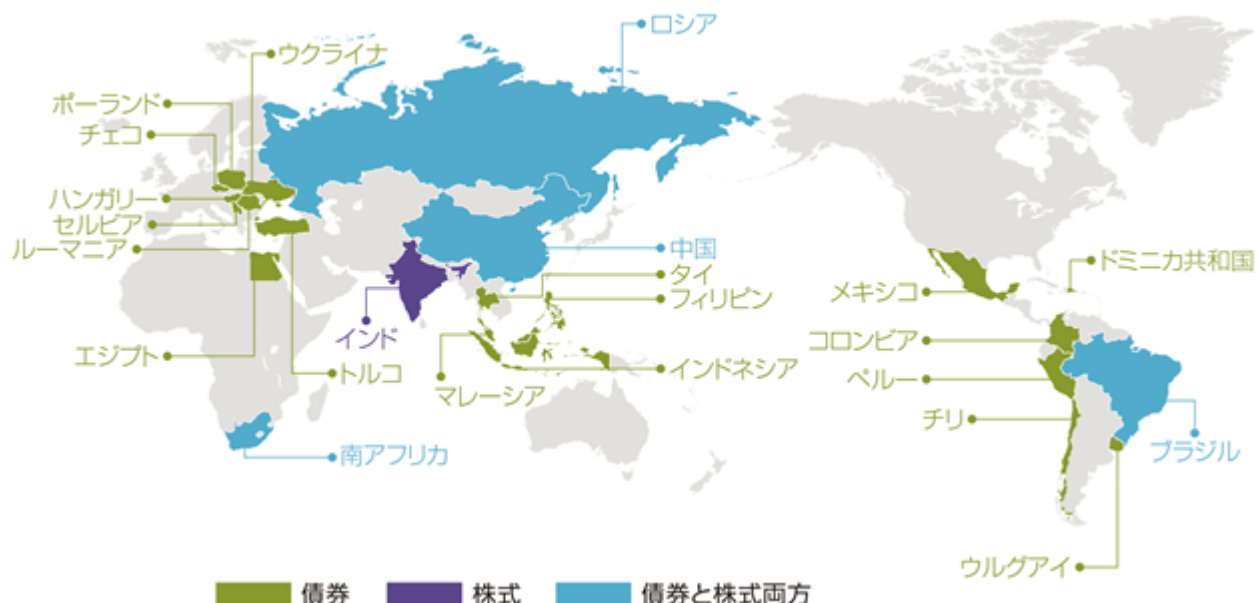 ロシア
ウクライナ
ポーランド
チェコ
ハンガリー
セルビア
ルーマニア
中国
タイ
フィリピン
ドミニカ共和国
メキシコ
インド
コロンビア
エジプト
トルコ
マレーシア
インドネシア
ペルー
チリ
南アフリカ
ブラジル
ウルグアイ
債券 株式 債券と株式両方